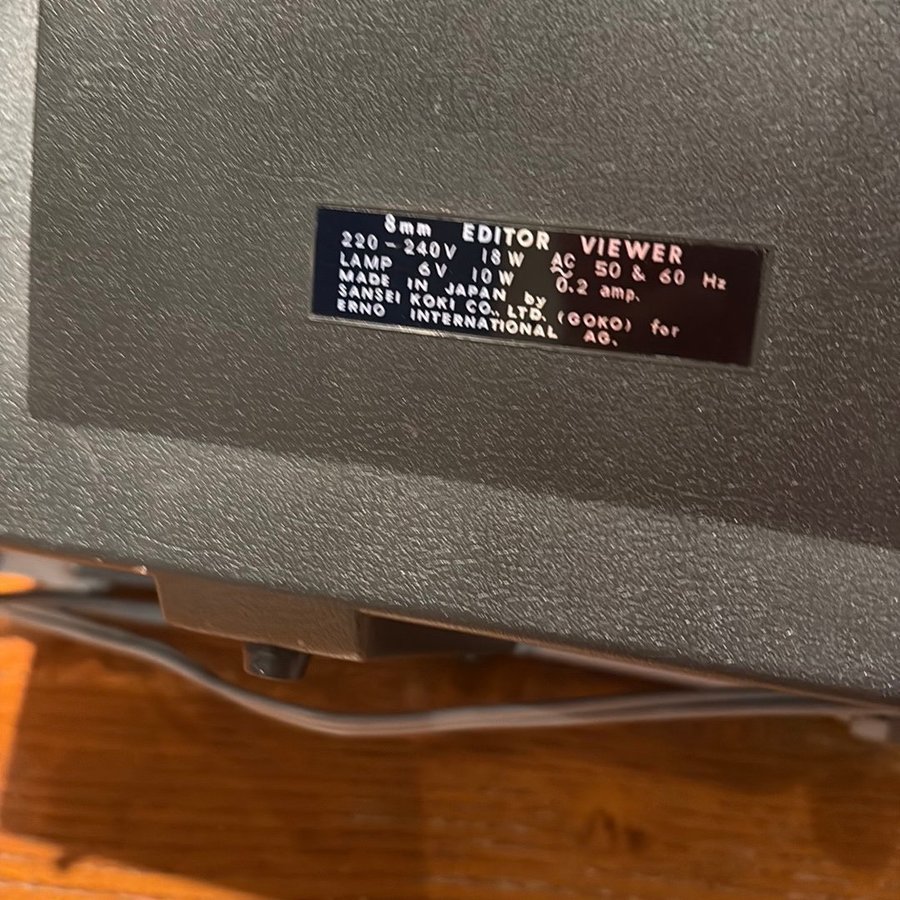 8mm EDITOR VIEWER
220-240V 18W AC 50 & 60 Hz
LAMP 6V 10W 0.2 amp.
MADE IN JAPAN by
SANSEI KOKI CO., LTD. (GOKO) for
ERNO INTERNATIONAL AG.